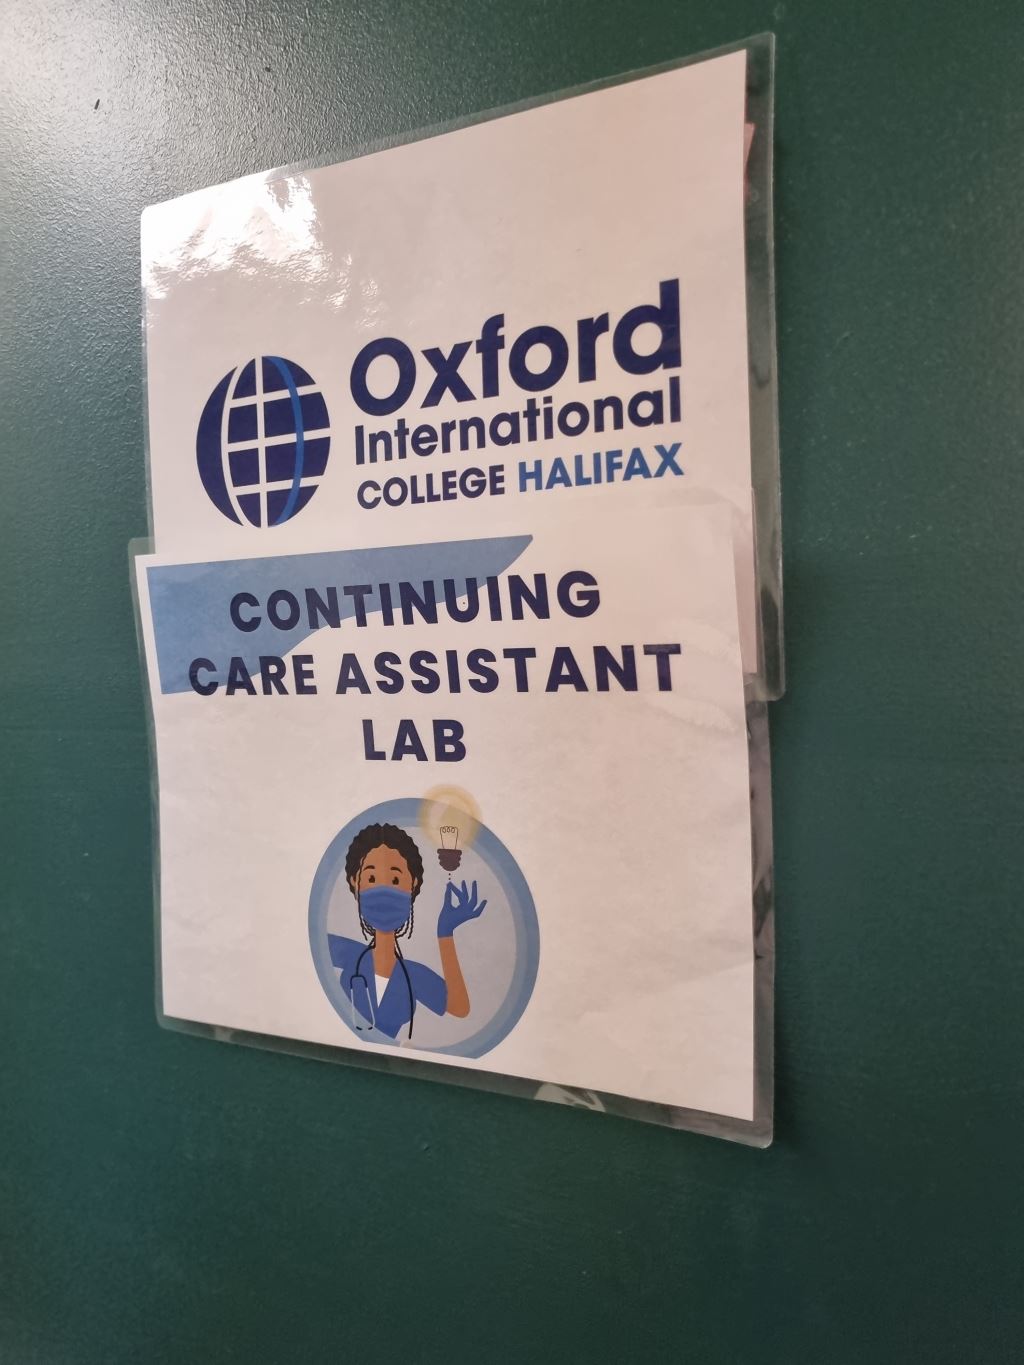 Oxford
International
COLLEGE HALIFAX
CONTINUING
CARE ASSISTANT
LAB